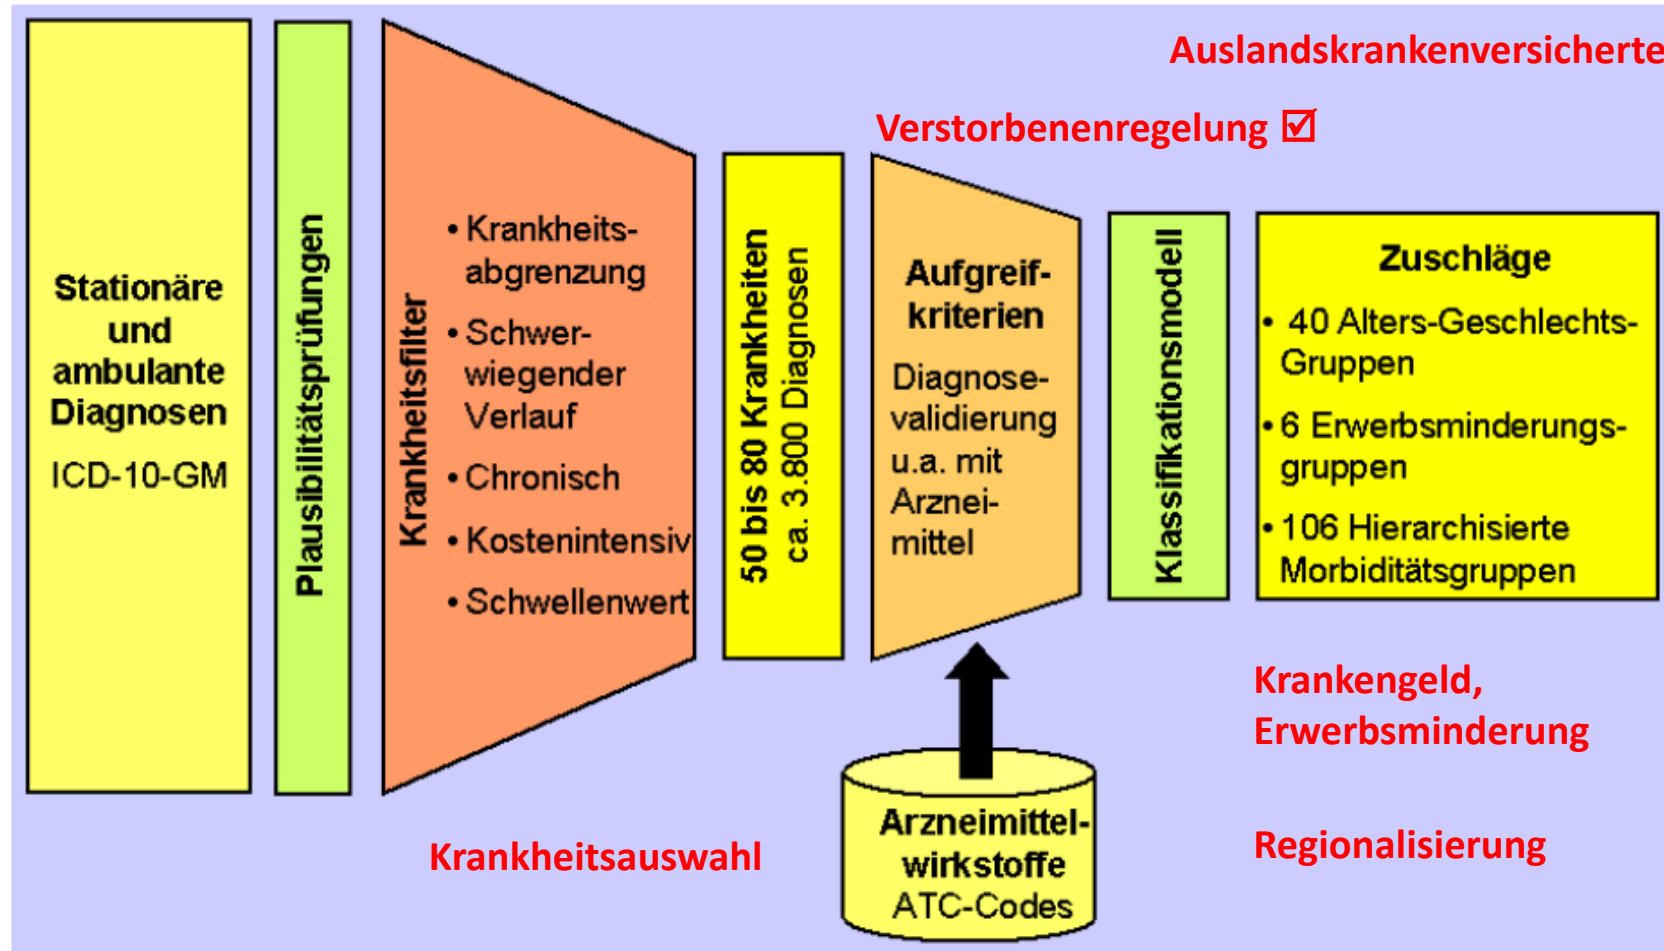 Auslandskrankenversicherte
Verstorbenenregelung ☑
Stationäre
und
ambulante
Diagnosen
ICD-10-GM
Plausibilitätsprüfungen
Krankheitsfilter
• Krankheits-
abgrenzung
• Schwer-
wiegender
Verlauf
• Chronisch
• Kostenintensiv
• Schwellenwert
50 bis 80 Krankheiten
ca. 3.800 Diagnosen
Aufgreif-
kriterien
Diagnose-
validierung
u.a. mit
Arznei-
mittel
Klassifikationsmodell
Zuschläge
• 40 Alters-Geschlechts-
Gruppen
• 6 Erwerbsminderungs-
gruppen
• 106 Hierarchisierte
Morbiditätsgruppen
Krankengeld,
Erwerbsminderung
Arzneimittel-
wirkstoffe
ATC-Codes
Krankheitsauswahl
Regionalisierung